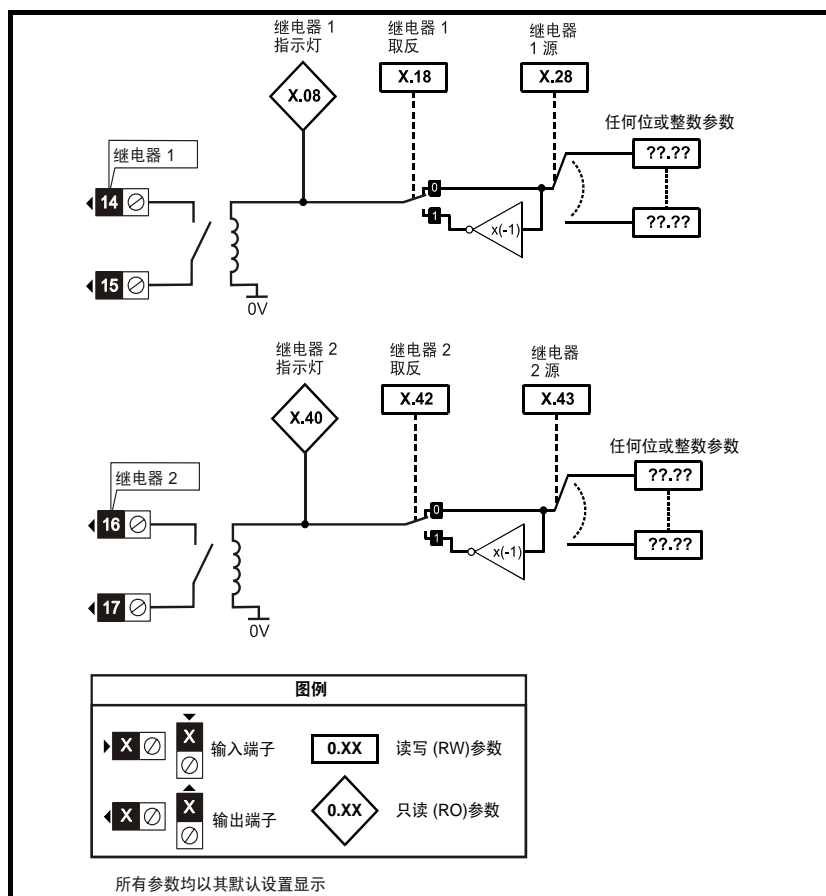 继电器 1
指示灯
继电器 1
取反
继电器
1 源
X.08
X.18
X.28
任何位或整数参数
??.??
继电器 1
0
14
1
x(-1)
??.??
15
0V
继电器 2
指示灯
继电器 2
取反
继电器
2 源
X.40
X.42
X.43
任何位或整数参数
??.??
继电器 2
0
16
1
x(-1)
??.??
17
0V
图例
X
X
输入端子
0.XX
读写 (RW)参数
X
X
输出端子
0.XX
只读 (RO)参数
所有参数均以其默认设置显示